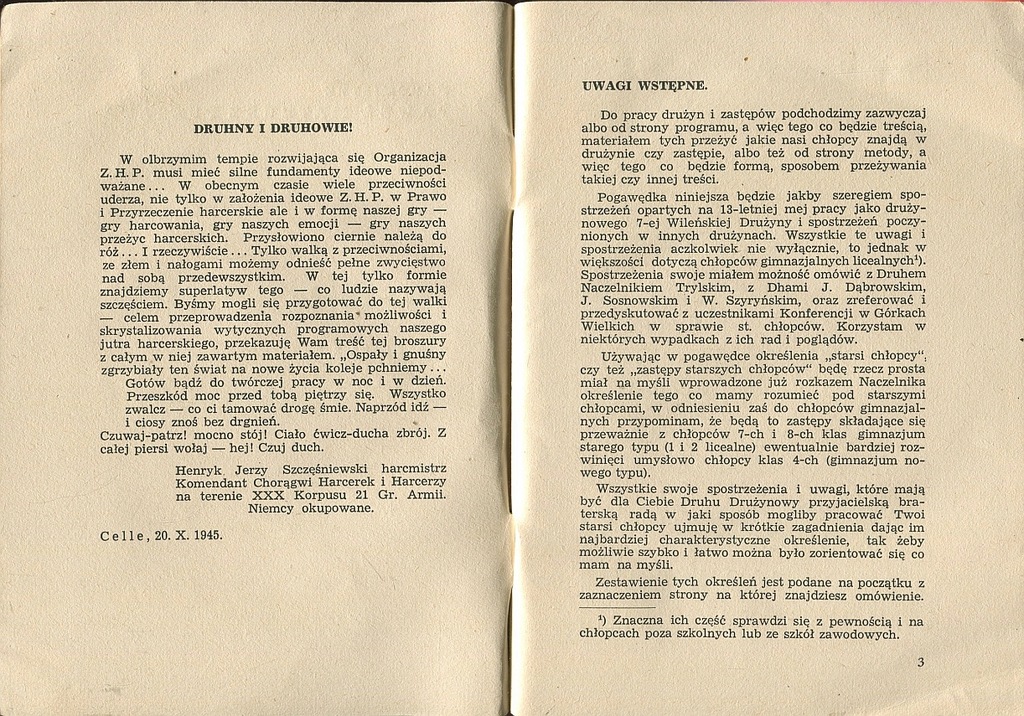 DRUHNY I DRUHOWIE!
W olbrzymim tempie rozwijająca się Organizacja
Z. H. P. musi mieć silne fundamenty ideowe niepod-
ważane... W obecnym czasie wiele przeciwności
uderza, nie tylko w założenia ideowe Z. H. P. w Prawo
i Przyrzeczenie harcerskie ale i w formę naszej gry —
gry harcowania, gry naszych emocji — gry naszych
przeżyc harcerskich. Przysłowiono ciernie należą do
róż... I rzeczywiście... Tylko walką z przeciwnościami,
ze złem i nałogami możemy odnieść pełne zwycięstwo
nad sobą przedewszystkim. W tej tylko formie
znajdziemy superlatyw tego — co ludzie nazywają
szczęściem. Byśmy mogli się przygotować do tej walki
— celem przeprowadzenia rozpoznania możliwości i
skrystalizowania wytycznych programowych naszego
jutra harcerskiego, przekazuję Wam treść tej broszury
z całym w niej zawartym materiałem. „Ospały i gnuśny
zgrzybiały ten świat na nowe życia koleje pchniemy...
Gotów bądź do twórczej pracy w noc i w dzień.
Przeszkód moc przed tobą piętrzy się. Wszystko
zwalcz — co ci tamować drogę śmie. Naprzód idź —
i ciosy znoś bez drgnień.
Czuwaj-patrz! mocno stój! Ciało ćwicz-ducha zbrój. Z
całej piersi wołaj — hej! Czuj duch.
Henryk Jerzy Szczęśniewski harcmistrz
Komendant Chorągwi Harcerek i Harcerzy
na terenie XXX Korpusu 21 Gr. Armii.
Niemcy okupowane.
Celle, 20. X. 1945.
UWAGI WSTĘPNE.
Do pracy drużyn i zastępów podchodzimy zazwyczaj
albo od strony programu, a więc tego co będzie treścią,
materiałem tych przeżyć jakie nasi chłopcy znajdą w
drużynie czy zastępie, albo też od strony metody, a
więc tego co będzie formą, sposobem przeżywania
takiej czy innej treści.
Pogawędka niniejsza będzie jakby szeregiem spo-
strzeżeń opartych na 13-letniej mej pracy jako druży-
nowego 7-ej Wileńskiej Drużyny i spostrzeżeń poczy-
nionych w innych drużynach. Wszystkie te uwagi i
spostrzeżenia aczkolwiek nie wyłącznie, to jednak w
większości dotyczą chłopców gimnazjalnych licealnych¹).
Spostrzeżenia swoje miałem możność omówić z Druhem
Naczelnikiem Trylskim, z Dhami J. Dąbrowskim,
J. Sosnowskim i W. Szyryńskim, oraz zreferować i
przedyskutować z uczestnikami Konferencji w Górkach
Wielkich w sprawie st. chłopców. Korzystam w
niektórych wypadkach z ich rad i poglądów.
Używając w pogawędce określenia „starsi chłopcy“,
czy też „zastępy starszych chłopców“ będę rzecz prosta
miał na myśli wprowadzone już rozkazem Naczelnika
określenie tego co mamy rozumieć pod starszymi
chłopcami, w odniesieniu zaś do chłopców gimnazjal-
nych przypominam, że będą to zastępy składające się
przeważnie z chłopców 7-ch i 8-ch klas gimnazjum
starego typu (1 i 2 licealne) ewentualnie bardziej roz-
winięci umysłowo chłopcy klas 4-ch (gimnazjum no-
wego typu).
Wszystkie swoje spostrzeżenia i uwagi, które mają
być dla Ciebie Druhu Drużynowy przyjacielską bra-
terską radą w jaki sposób mogliby pracować Twoi
starsi chłopcy ujmuję w krótkie zagadnienia dając im
najbardziej charakterystyczne określenie, tak żeby
możliwie szybko i łatwo można było zorientować się co
mam na myśli.
Zestawienie tych określeń jest podane na początku z
zaznaczeniem strony na której znajdziesz omówienie.
¹) Znaczna ich część sprawdzi się z pewnością i na
chłopcach poza szkolnych lub ze szkół zawodowych.
3